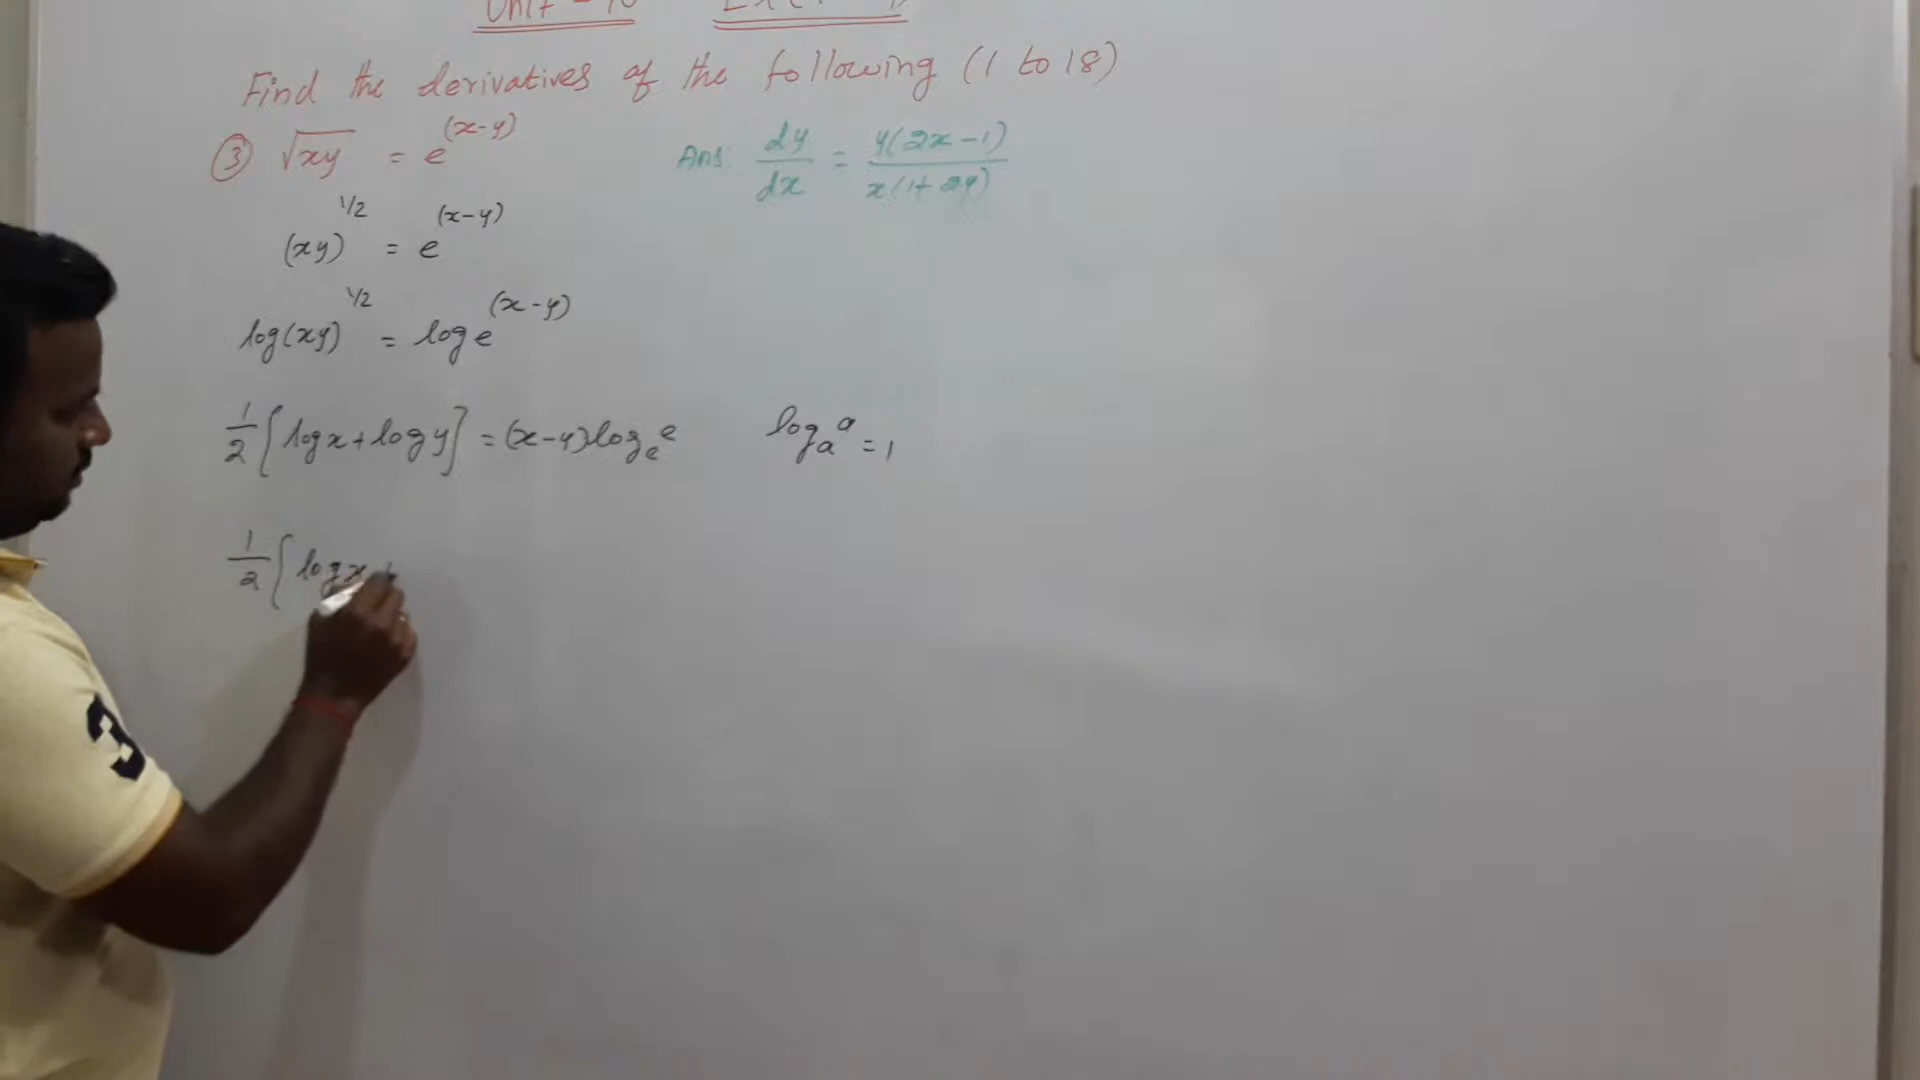 Find the derivatives of the following (1 to 18)
③ √xy = e^(x-y) Ans: dy/dx = y(2x-1)/x(1+2y)
(xy)^1/2 = e^(x-y)
log(xy)^1/2 = log e^(x-y)
1/2 [log x + log y] = (x-y) log_e e log_a a = 1
1/2 [log x +
3